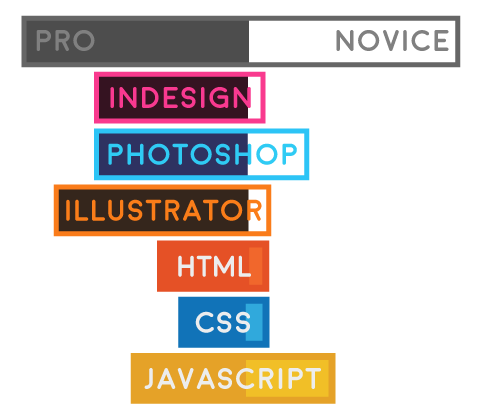 PRO NOVICE
INDESIGN
PHOTOSHOP
ILLUSTRATOR
HTML
CSS
JAVASCRIPT